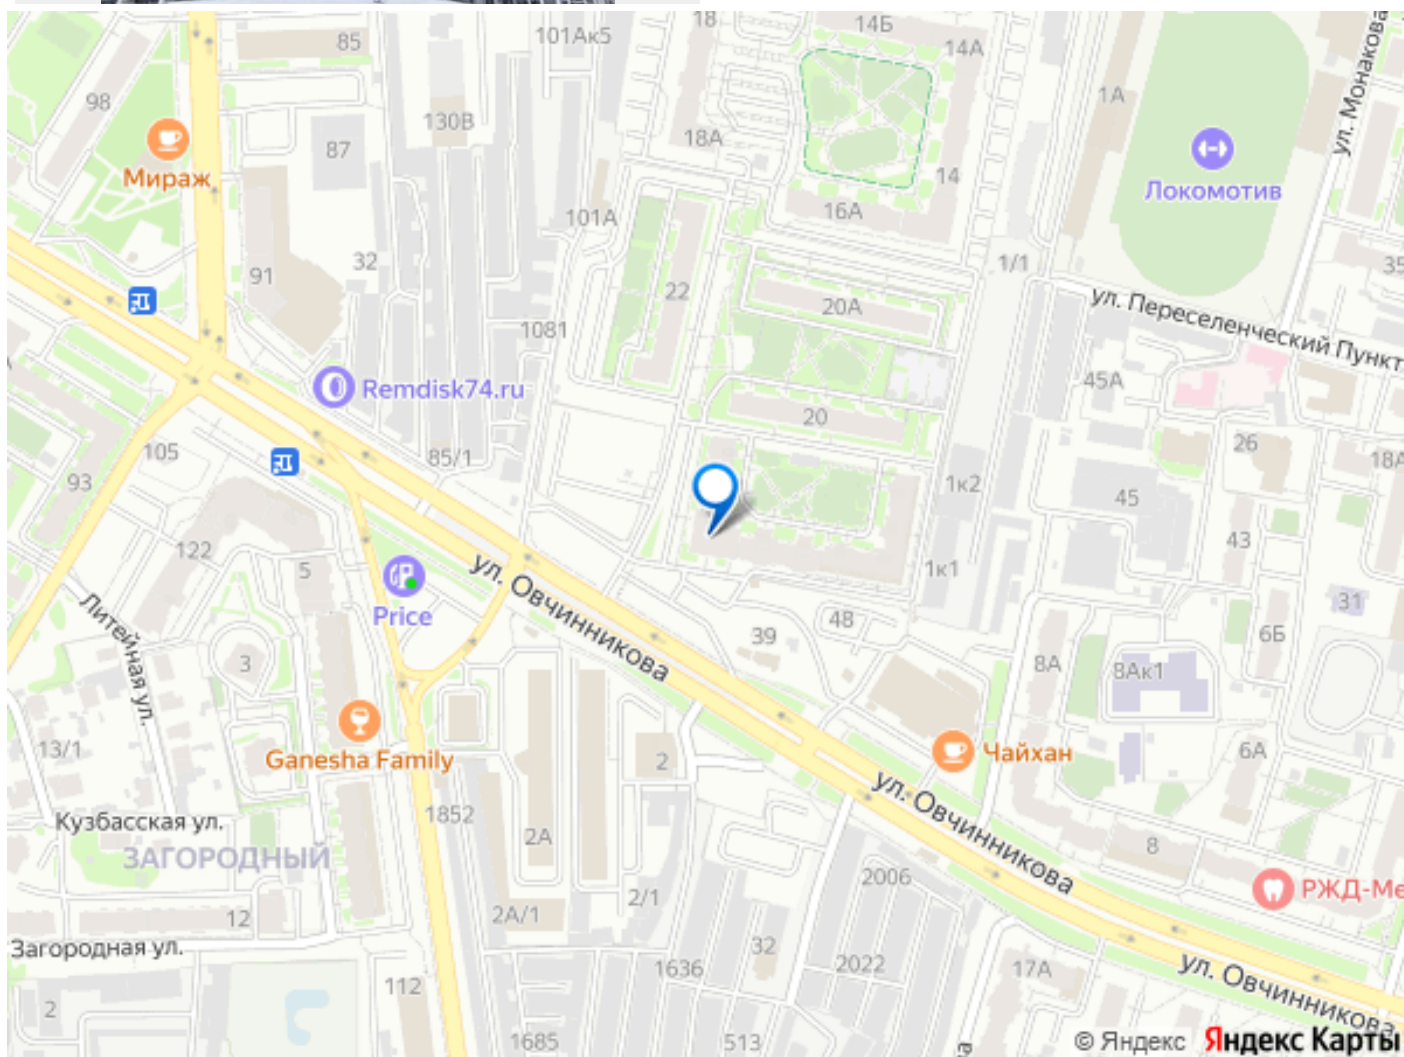 18
14Б
85
101Ак5
14А
98
130В
1А
ул. Монакова
87
18А
Мираж
14
Локомотив
101А
16А
91
32
22
1/1
35
20А
ул. Переселенческий Пункт
1081
Remdisk74.ru
45А
20
105
85/1
26
18А
93
1к2
45
122
43
5
ул. Овчинникова
1к1
Price
31
Литейная ул.
39
48
6Б
3
8А
8Ак1
13/1
Ganesha Family
2
Чайхан
6А
ул. Овчинникова
1852
Кузбасская ул.
ЗАГОРОДНЫЙ
2А
8
2006
РЖД-Ме
2/1
12
2А/1
Загородная ул.
32
1636
2022
17А
ул. Овчинникова
112
2
1685
513
а
© Яндекс Яндекс Карты